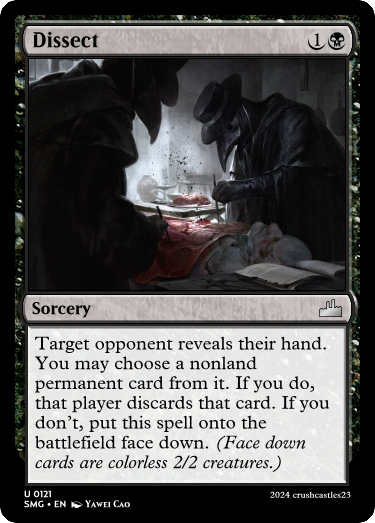 Dissect 1
Sorcery
Target opponent reveals their hand.
You may choose a nonland
permanent card from it. If you do,
that player discards that card. If you
don't, put this spell onto the
battlefield face down. (Face down
cards are colorless 2/2 creatures.)
U 0121
SMG • EN Yawei Cao
2024 crushcastles23